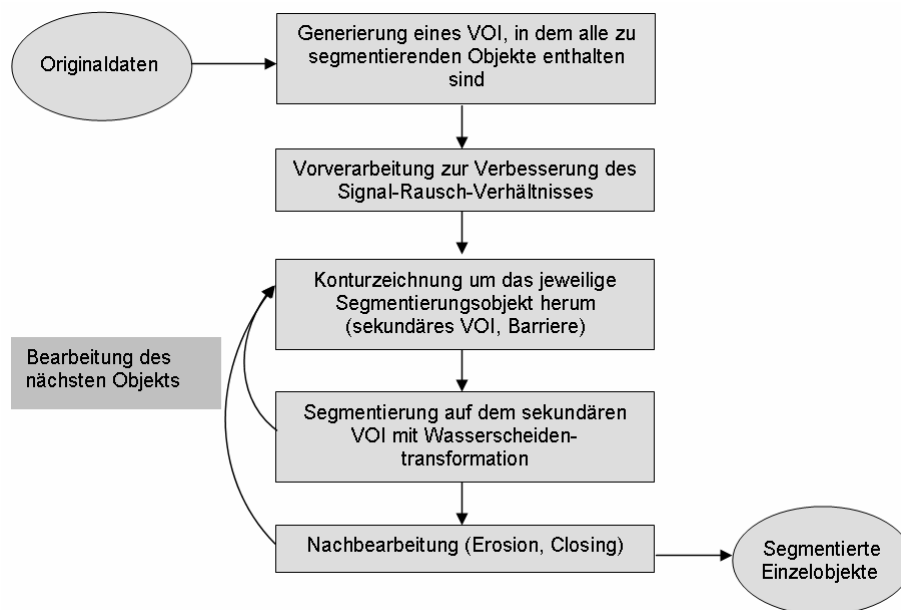 Originaldaten
Generierung eines VOI, in dem alle zu
segmentierenden Objekte enthalten
sind
Vorverarbeitung zur Verbesserung des
Signal-Rausch-Verhältnisses
Konturzeichnung um das jeweilige
Segmentierungsobjekt herum
(sekundäres VOI, Barriere)
Bearbeitung des
nächsten Objekts
Segmentierung auf dem sekundären
VOI mit Wasserscheiden-
transformation
Nachbearbeitung (Erosion, Closing)
Segmentierte
Einzelobjekte